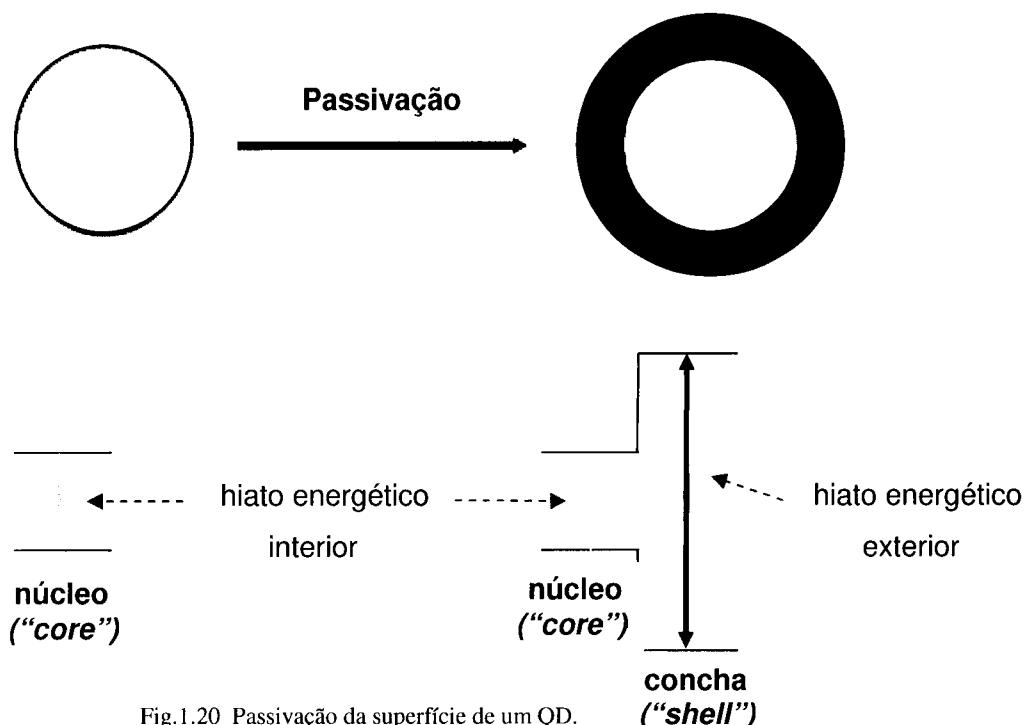 Passivação
hiato energético
interior
hiato energético
exterior
núcleo
("core")
núcleo
("core")
concha
("shell")
Fig.1.20 Passivação da superfície de um QD.